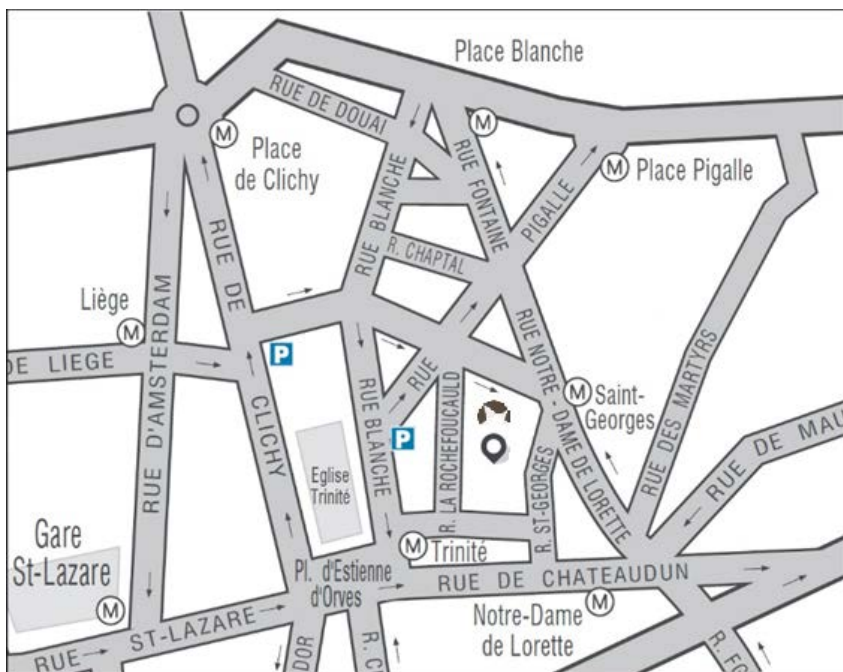 Place Blanche
RUE DE DOUAI
M
M
Place
de Clichy
RUE BLANCHE
RUE FONTAINE
PIGALLE
M
Place Pigalle
R. CHAPTAL
RUE DE
Liège
M
DE LIEGE
RUE D'AMSTERDAM
P
CLICHY
RUE BLANCHE
RUE
P
R. LA ROCHEFOUCAULD
M
Saint-
Georges
RUE NOTRE - DAME DE LORETTE
RUE DES MARTYRS
RUE DE MAU
R. ST-GEORGES
Eglise
Trinité
Gare
St-Lazare
M
M
Trinité
Pl. d'Estienne
d'Orves
RUE DE CHATEAUDUN
M
Notre-Dame
de Lorette
RUE
ST-LAZARE
DOR
R. C
R. FO